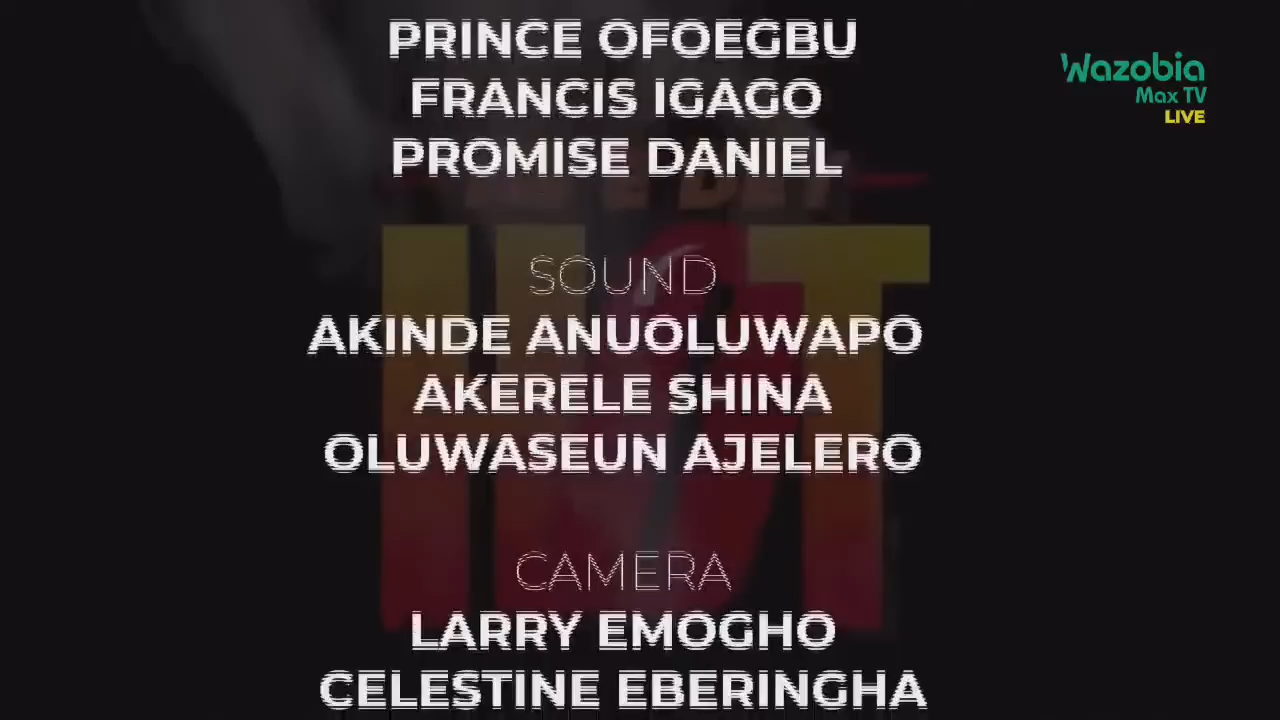 PRINCE OFOEGBU
FRANCIS IGAGO
PROMISE DANIEL
SOUND
AKINDE ANUOLUWAPO
AKERELE SHINA
OLUWASEUN AJELERO
CAMERA
LARRY EMOGHO
CELESTINE EBERINGHA
Wazobia
Max TV
LIVE